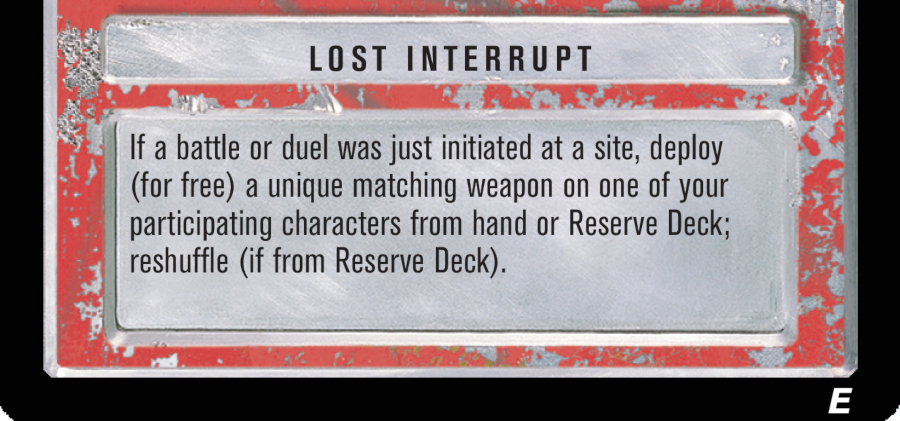 LOST INTERRUPT
If a battle or duel was just initiated at a site, deploy
(for free) a unique matching weapon on one of your
participating characters from hand or Reserve Deck;
reshuffle (if from Reserve Deck).
E